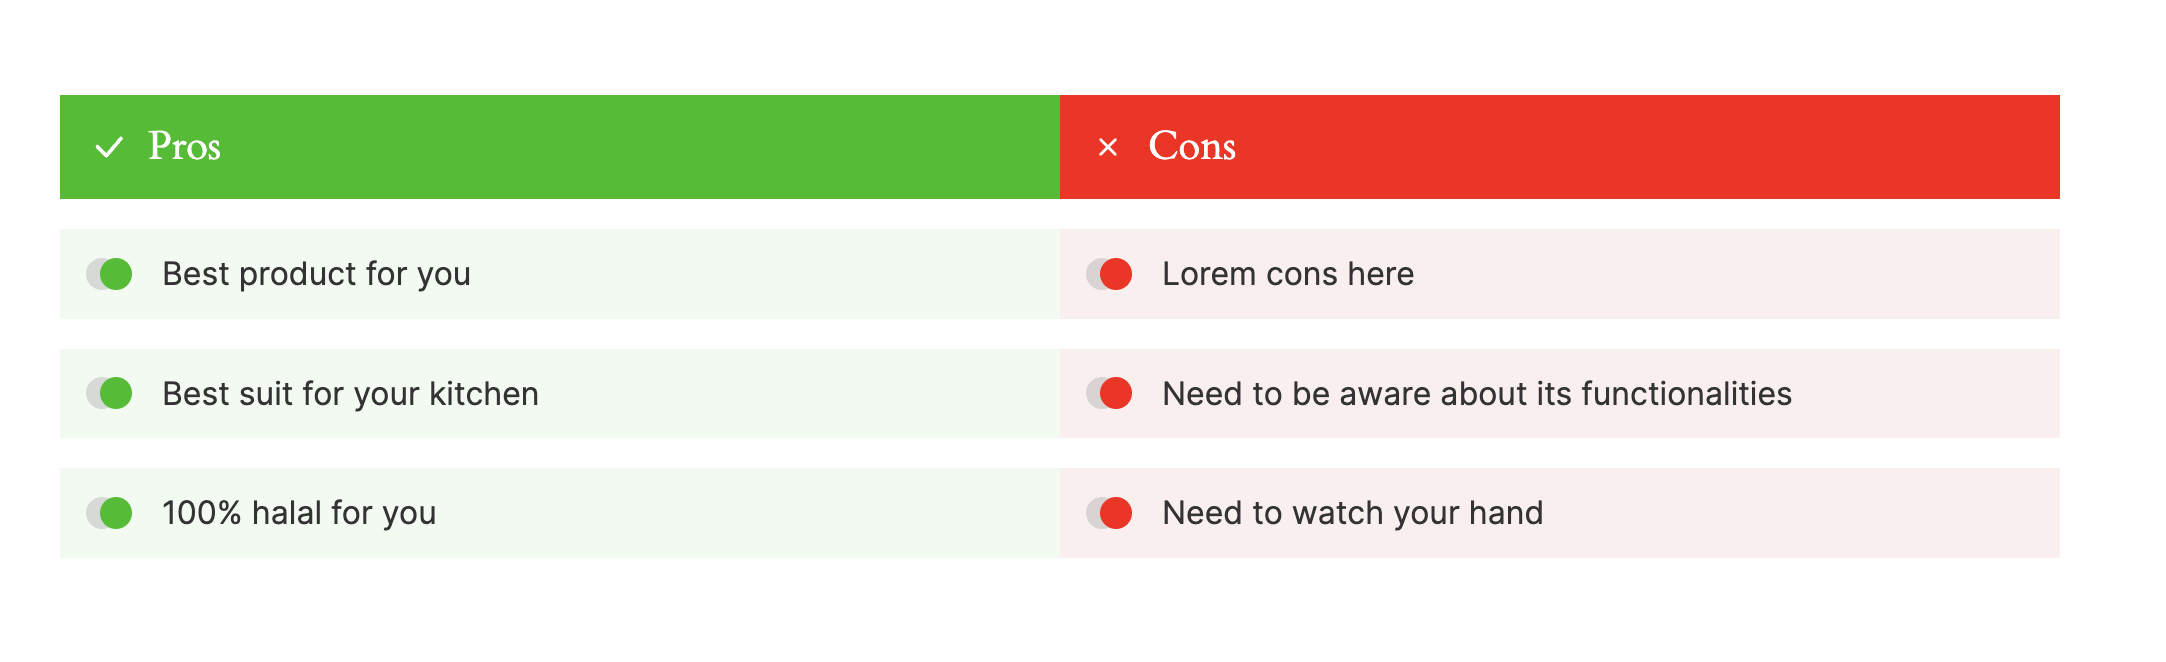 Pros
Cons
Best product for you
Lorem cons here
Best suit for your kitchen
Need to be aware about its functionalities
100% halal for you
Need to watch your hand